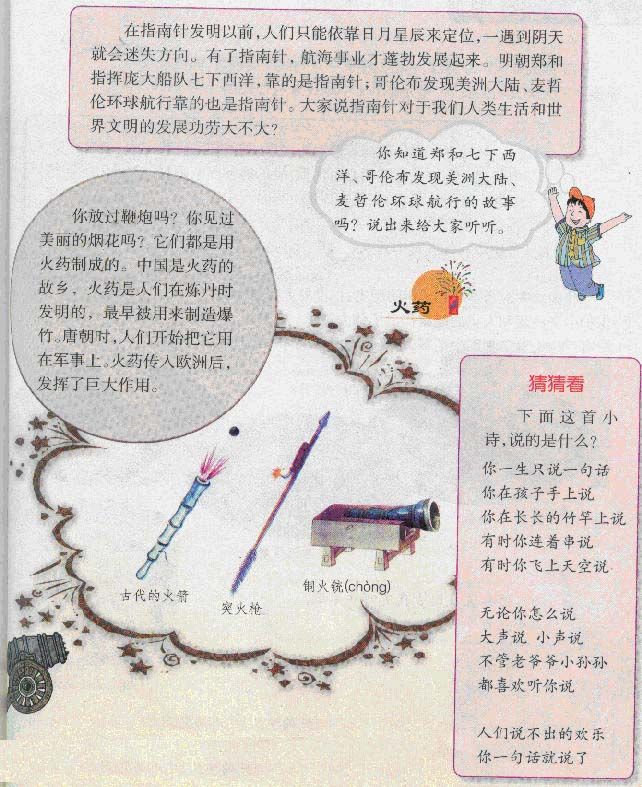 在指南针发明以前,人们只能依靠日月星辰来定位,一遇到阴天
就会迷失方向。有了指南针,航海事业才蓬勃发展起来。明朝郑和
指挥庞大船队七下西洋,靠的是指南针;哥伦布发现美洲大陆、麦哲
伦环球航行靠的也是指南针。大家说指南针对于我们人类生活和世
界文明的发展功劳大不大?
你知道郑和七下西
洋、哥伦布发现美洲大陆、
麦哲伦环球航行的故事
吗?说出来给大家听听。
你放过鞭炮吗?你见过
美丽的烟花吗?它们都是用
火药制成的。中国是火药的
故乡,火药是人们在炼丹时
发明的,最早被用来制造爆
竹。唐朝时,人们开始把它用
在军事上。火药传入欧洲后,
发挥了巨大作用。
火药
古代的火箭
突火枪
铜火铳(chòng)
猜猜看
下面这首小
诗,说的是什么?
你一生只说一句话
你在孩子手上说
你在长长的竹竿上说
有时你连着串说
有时你飞上天空说
无论你怎么说
大声说 小声说
不管老爷爷小孙孙
都喜欢听你说
人们说不出的欢乐
你一句话就说了